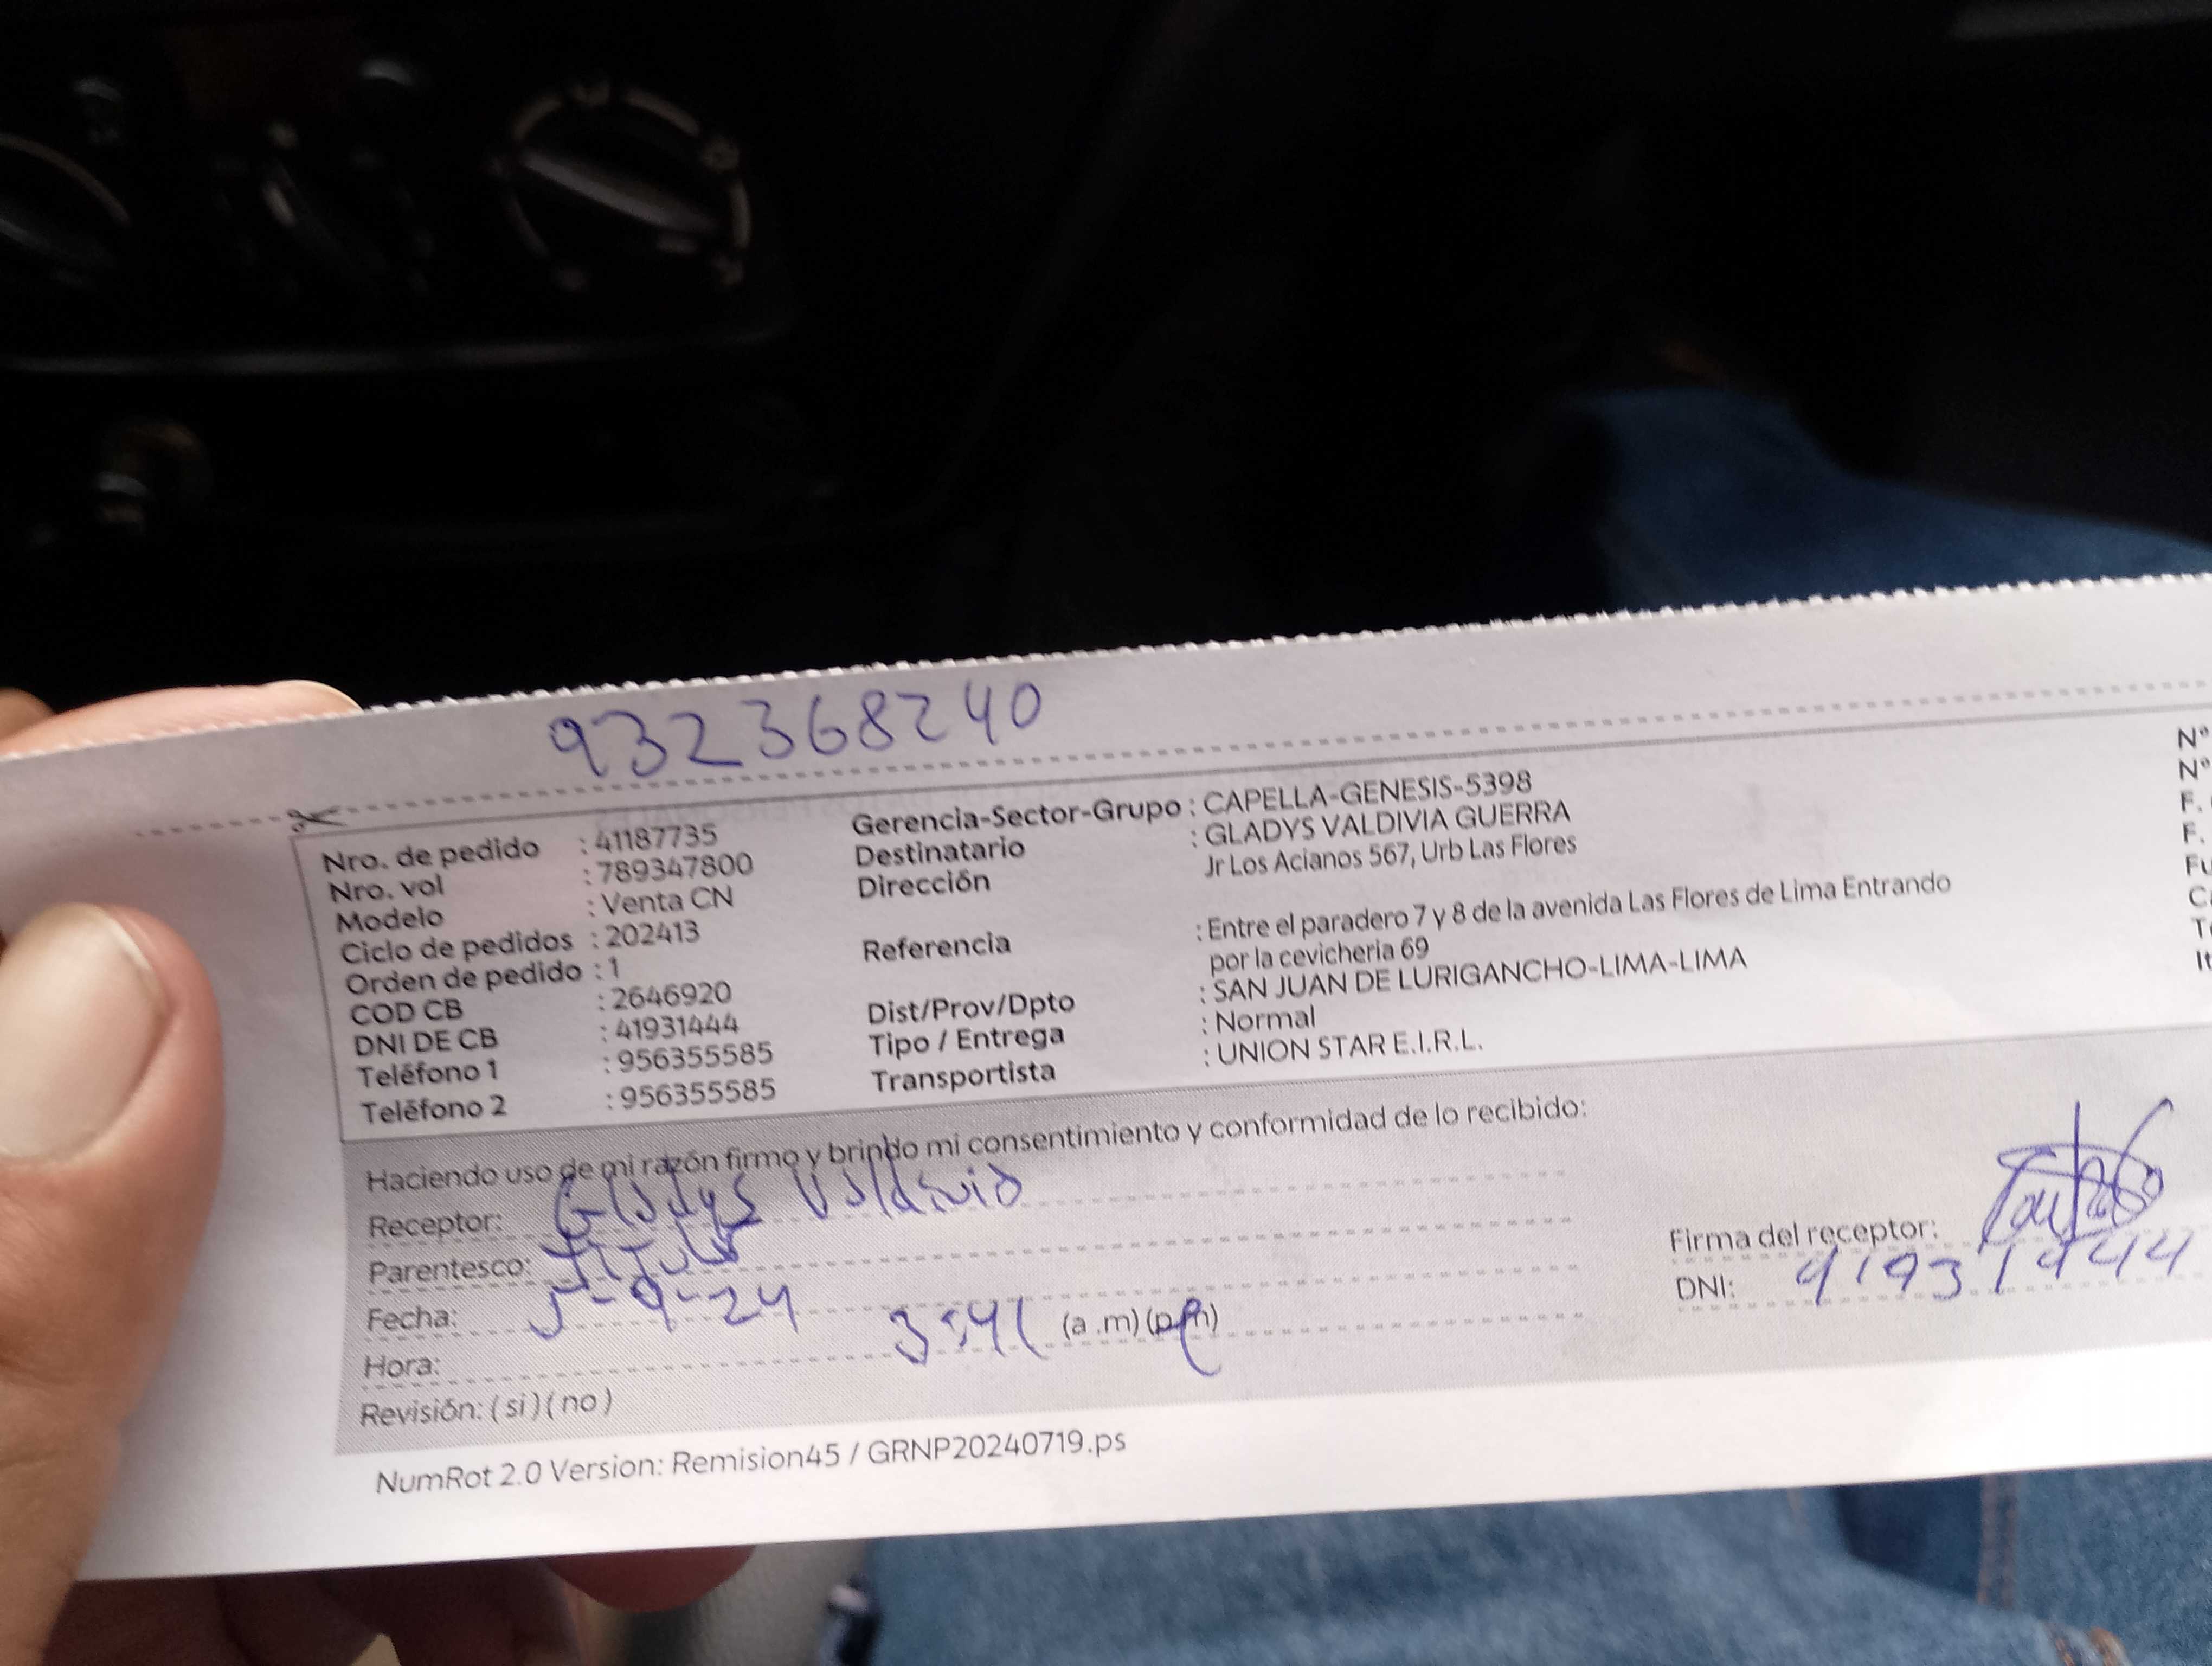 932368240
Nro. de pedido : 41187735
Nro. vol : 789347800
Modelo : Venta CN
Ciclo de pedidos : 202413
Orden de pedido : 1
COD CB : 2646920
DNI DE CB : 41931444
Teléfono 1 : 956355585
Teléfono 2 : 956355585
Gerencia-Sector-Grupo : CAPELLA-GENESIS-5398
Destinatario : GLADYS VALDIVIA GUERRA
Dirección Jr Los Acianos 567, Urb Las Flores
Referencia : Entre el paradero 7 y 8 de la avenida Las Flores de Lima Entrando
por la cevicheria 69
Dist/Prov/Dpto : SAN JUAN DE LURIGANCHO-LIMA-LIMA
Tipo / Entrega : Normal
Transportista : UNION STAR E.I.R.L.
N°
N°
F.
F.
Haciendo uso de mi razón firmo y brindo mi consentimiento y conformidad de lo recibido:
Receptor: Gladys Valdivia
Parentesco:
Fecha: 5-9-24
Hora: 3:41 (a .m) (p.m)
Revisión: ( si ) ( no )
Firma del receptor:
DNI: 41931444
NumRot 2.0 Version: Remision45 / GRNP20240719.ps